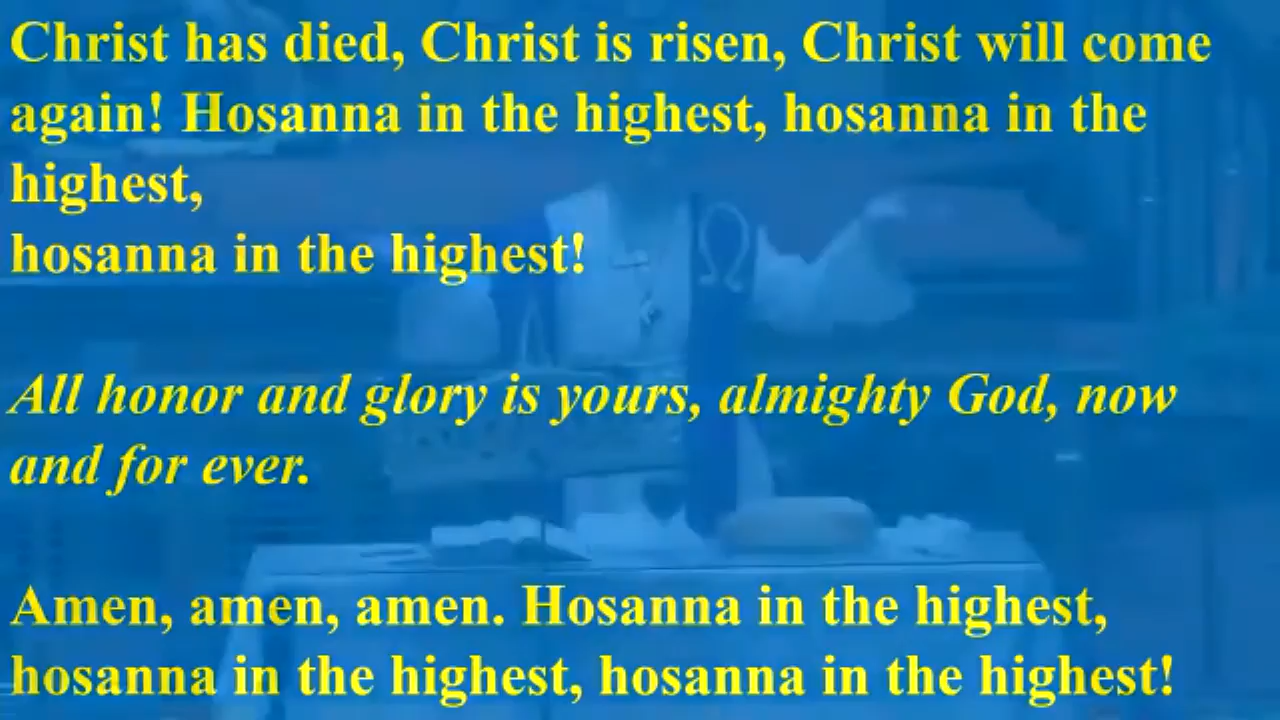 Christ has died, Christ is risen, Christ will come
again! Hosanna in the highest, hosanna in the
highest,
hosanna in the highest!
All honor and glory is yours, almighty God, now
and for ever.
Amen, amen, amen. Hosanna in the highest,
hosanna in the highest, hosanna in the highest!